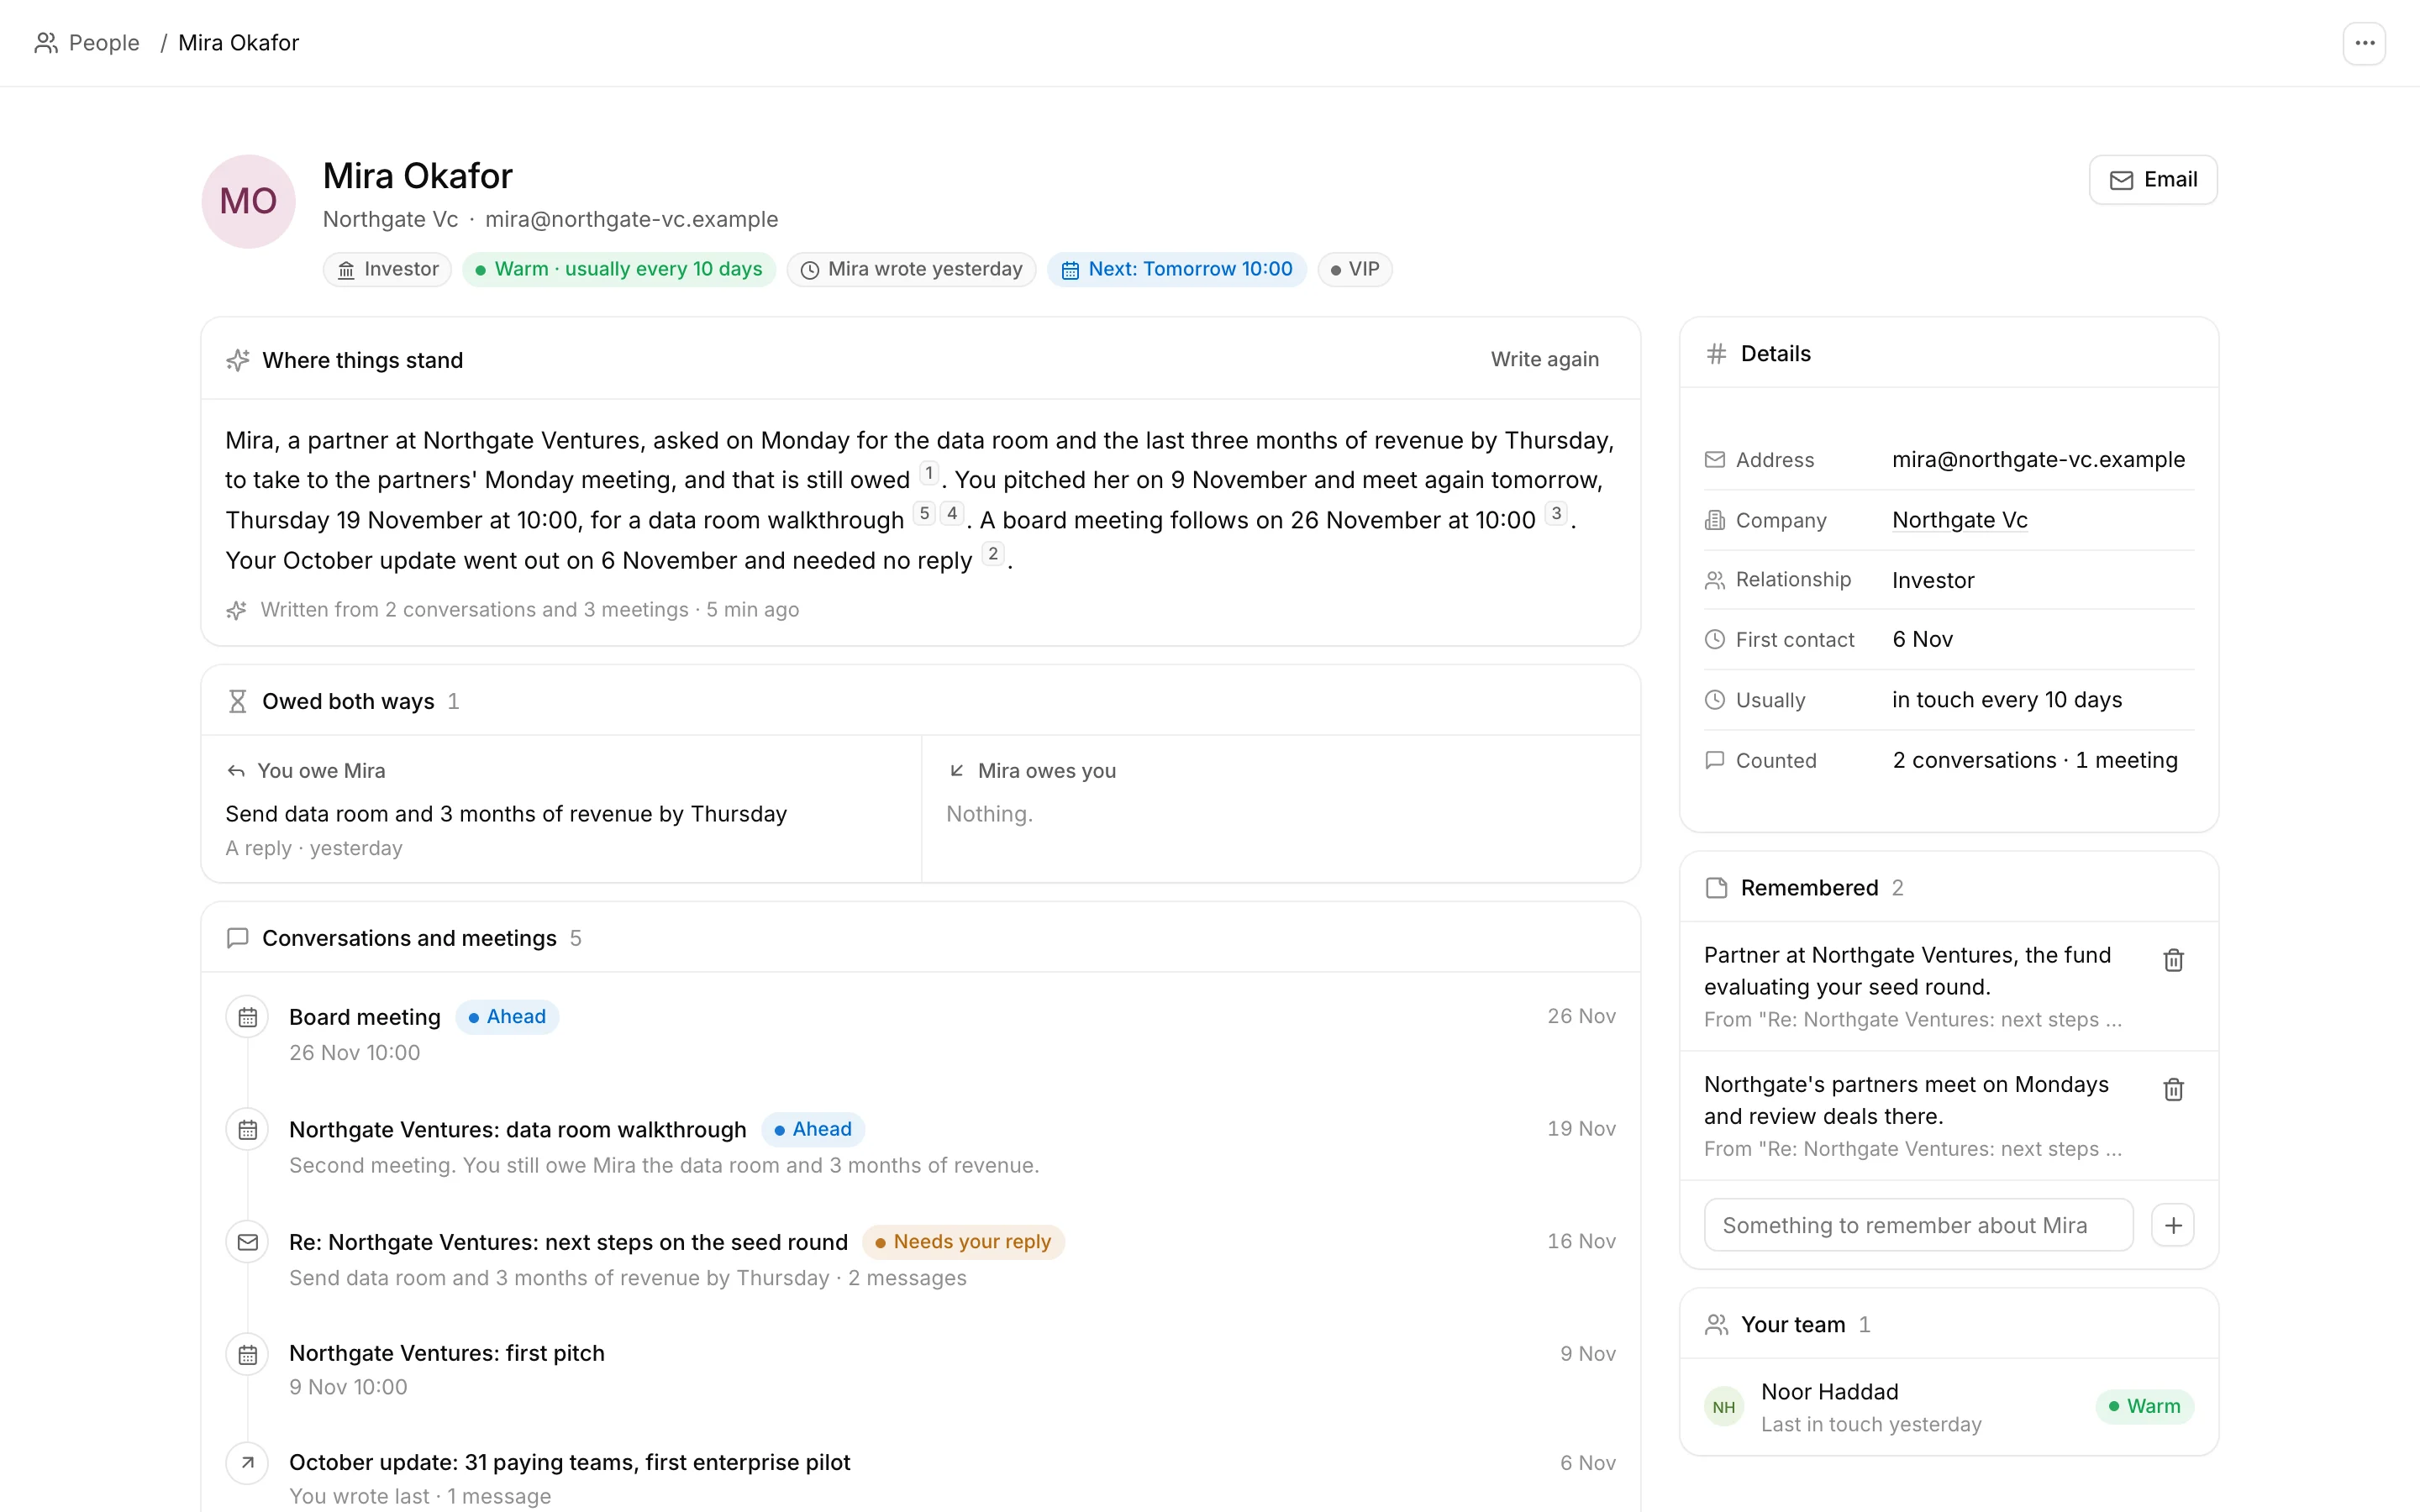 People / Mira Okafor
MO
Mira Okafor
Northgate Vc · mira@northgate-vc.example
Investor
Warm · usually every 10 days
Mira wrote yesterday
Next: Tomorrow 10:00
VIP
Email
Where things stand
Write again
Mira, a partner at Northgate Ventures, asked on Monday for the data room and the last three months of revenue by Thursday,
to take to the partners' Monday meeting, and that is still owed 1. You pitched her on 9 November and meet again tomorrow,
Thursday 19 November at 10:00, for a data room walkthrough 5 4. A board meeting follows on 26 November at 10:00 3.
Your October update went out on 6 November and needed no reply 2.
Written from 2 conversations and 3 meetings · 5 min ago
Owed both ways 1
You owe Mira
Send data room and 3 months of revenue by Thursday
A reply · yesterday
Mira owes you
Nothing.
Conversations and meetings 5
Board meeting
Ahead
26 Nov
26 Nov 10:00
Northgate Ventures: data room walkthrough
Ahead
19 Nov
Second meeting. You still owe Mira the data room and 3 months of revenue.
Re: Northgate Ventures: next steps on the seed round
Needs your reply
16 Nov
Send data room and 3 months of revenue by Thursday · 2 messages
Northgate Ventures: first pitch
9 Nov
9 Nov 10:00
October update: 31 paying teams, first enterprise pilot
6 Nov
You wrote last · 1 message
Details
Address mira@northgate-vc.example
Company Northgate Vc
Relationship Investor
First contact 6 Nov
Usually in touch every 10 days
Counted 2 conversations · 1 meeting
Remembered 2
Partner at Northgate Ventures, the fund
evaluating your seed round.
From "Re: Northgate Ventures: next steps ...
Northgate's partners meet on Mondays
and review deals there.
From "Re: Northgate Ventures: next steps ...
Something to remember about Mira
Your team 1
NH
Noor Haddad
Last in touch yesterday
Warm